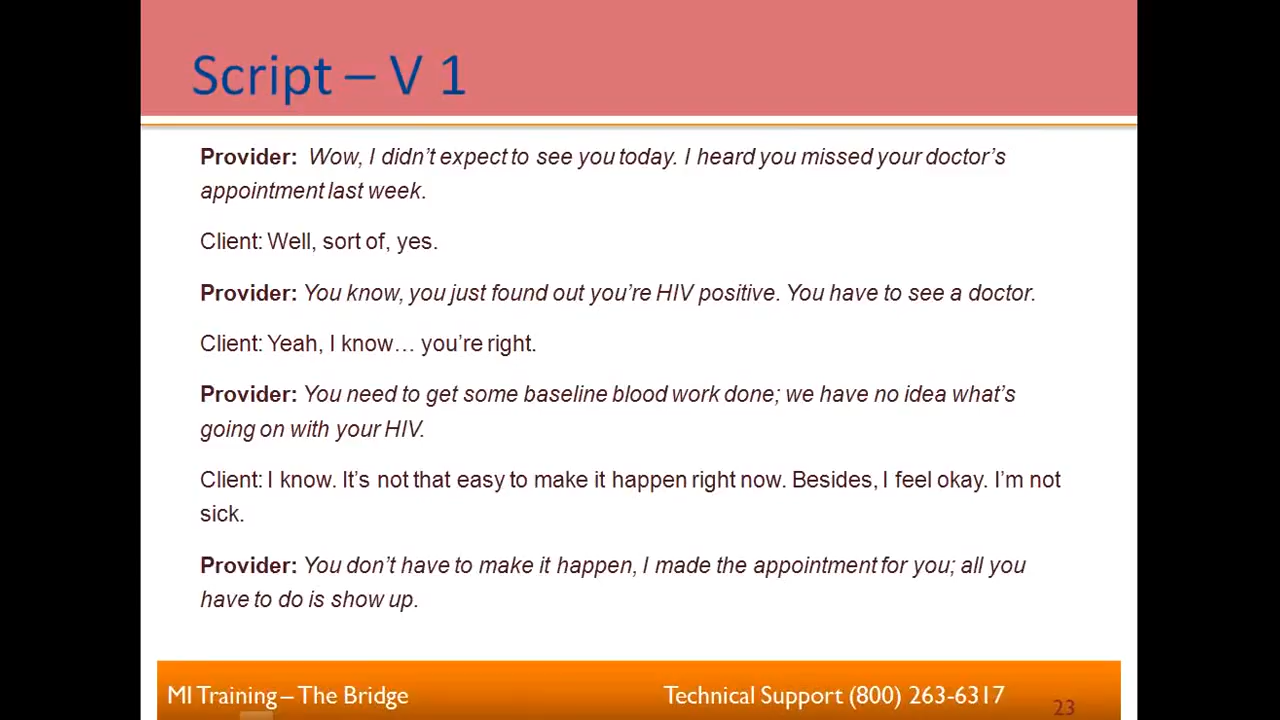 Script – V 1
Provider: Wow, I didn’t expect to see you today. I heard you missed your doctor’s
appointment last week.
Client: Well, sort of, yes.
Provider: You know, you just found out you’re HIV positive. You have to see a doctor.
Client: Yeah, I know… you’re right.
Provider: You need to get some baseline blood work done; we have no idea what’s
going on with your HIV.
Client: I know. It’s not that easy to make it happen right now. Besides, I feel okay. I’m not
sick.
Provider: You don’t have to make it happen, I made the appointment for you; all you
have to do is show up.
MI Training – The Bridge
Technical Support (800) 263-6317
23